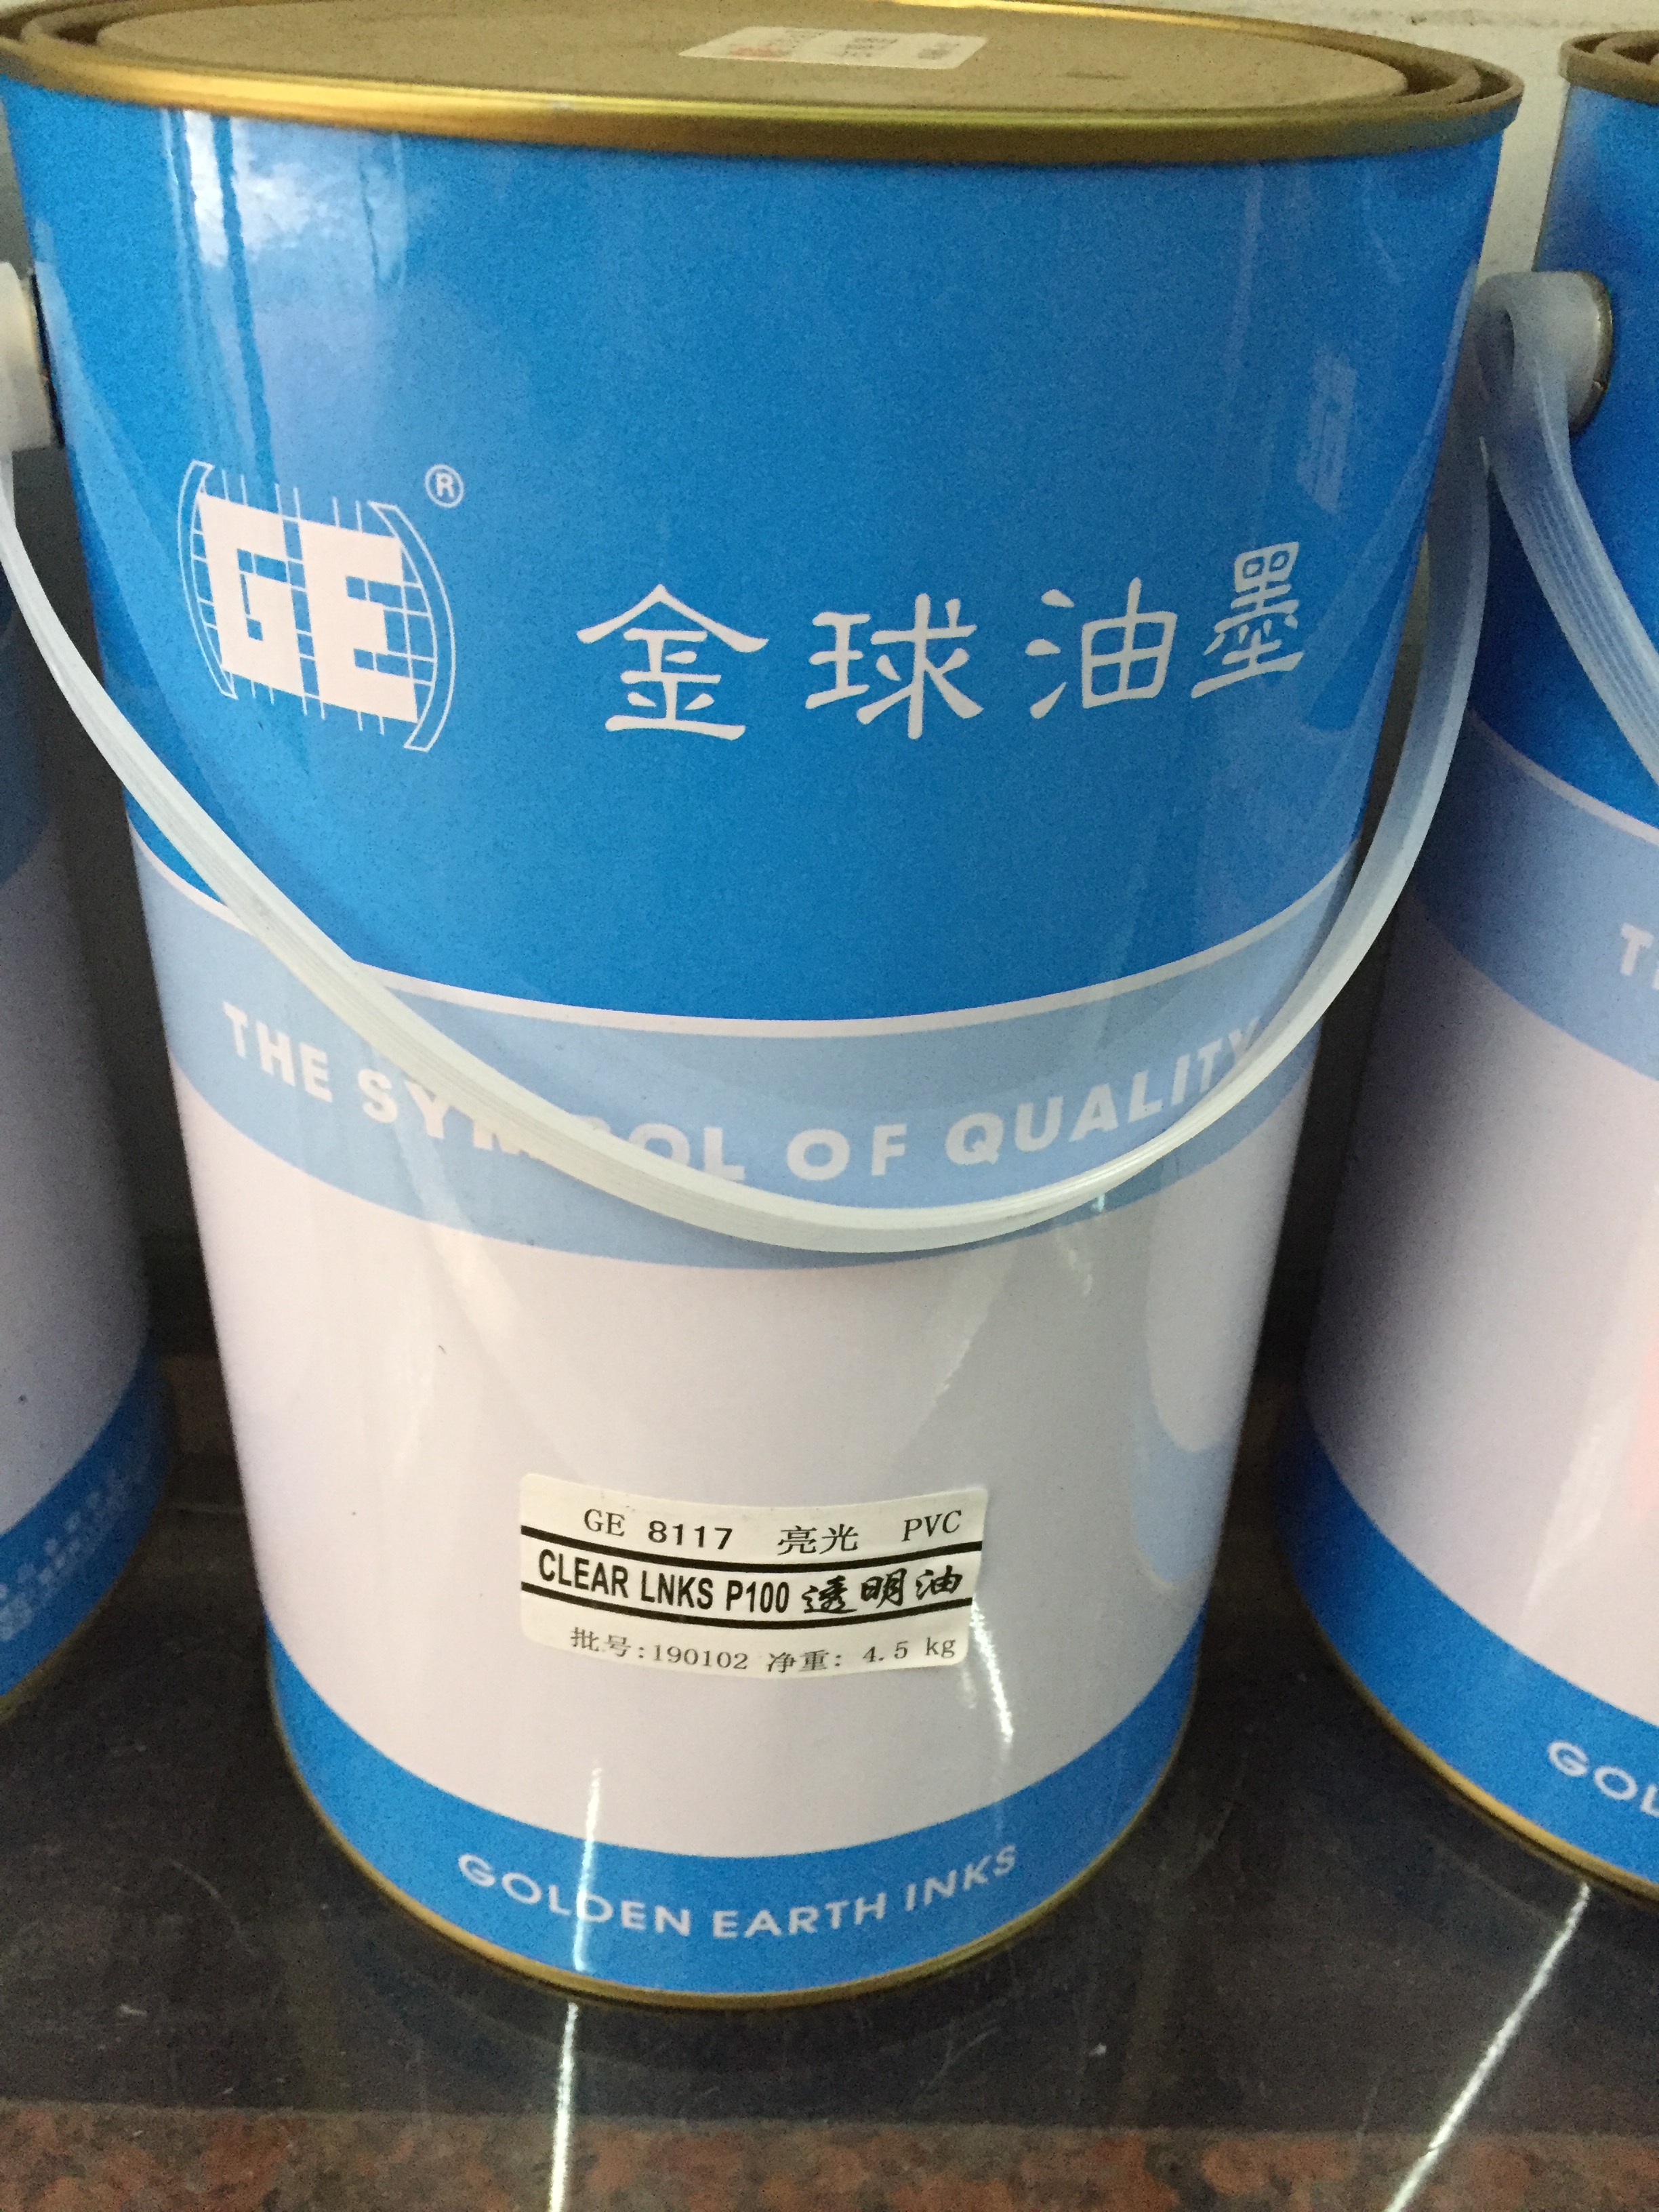 GE®
金球油墨
THE SYMBOL OF QUALITY
GE 8117 亮光 PVC
CLEAR LNKS P100 透明油
批号:190102 净重: 4.5 kg
GOLDEN EARTH INKS
GOL